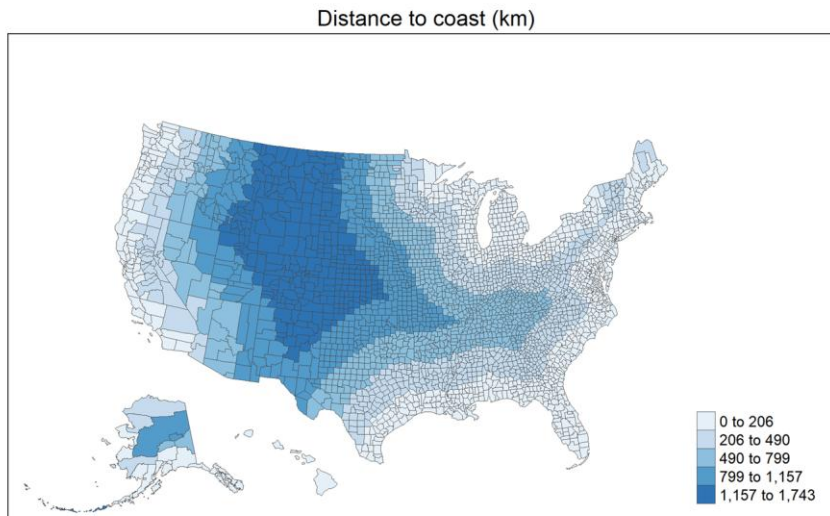 Distance to coast (km)
0 to 206
206 to 490
490 to 799
799 to 1,157
1,157 to 1,743